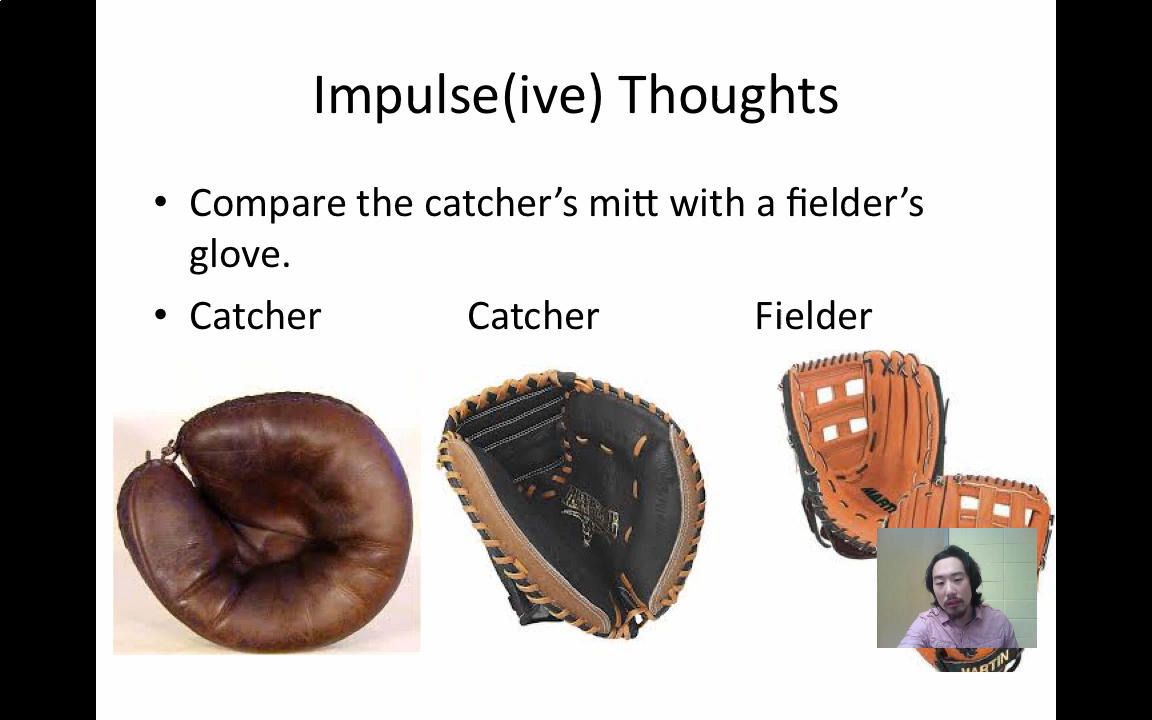 Impulse(ive) Thoughts
• Compare the catcher’s mitt with a fielder’s
glove.
• Catcher Catcher Fielder
MARTIN